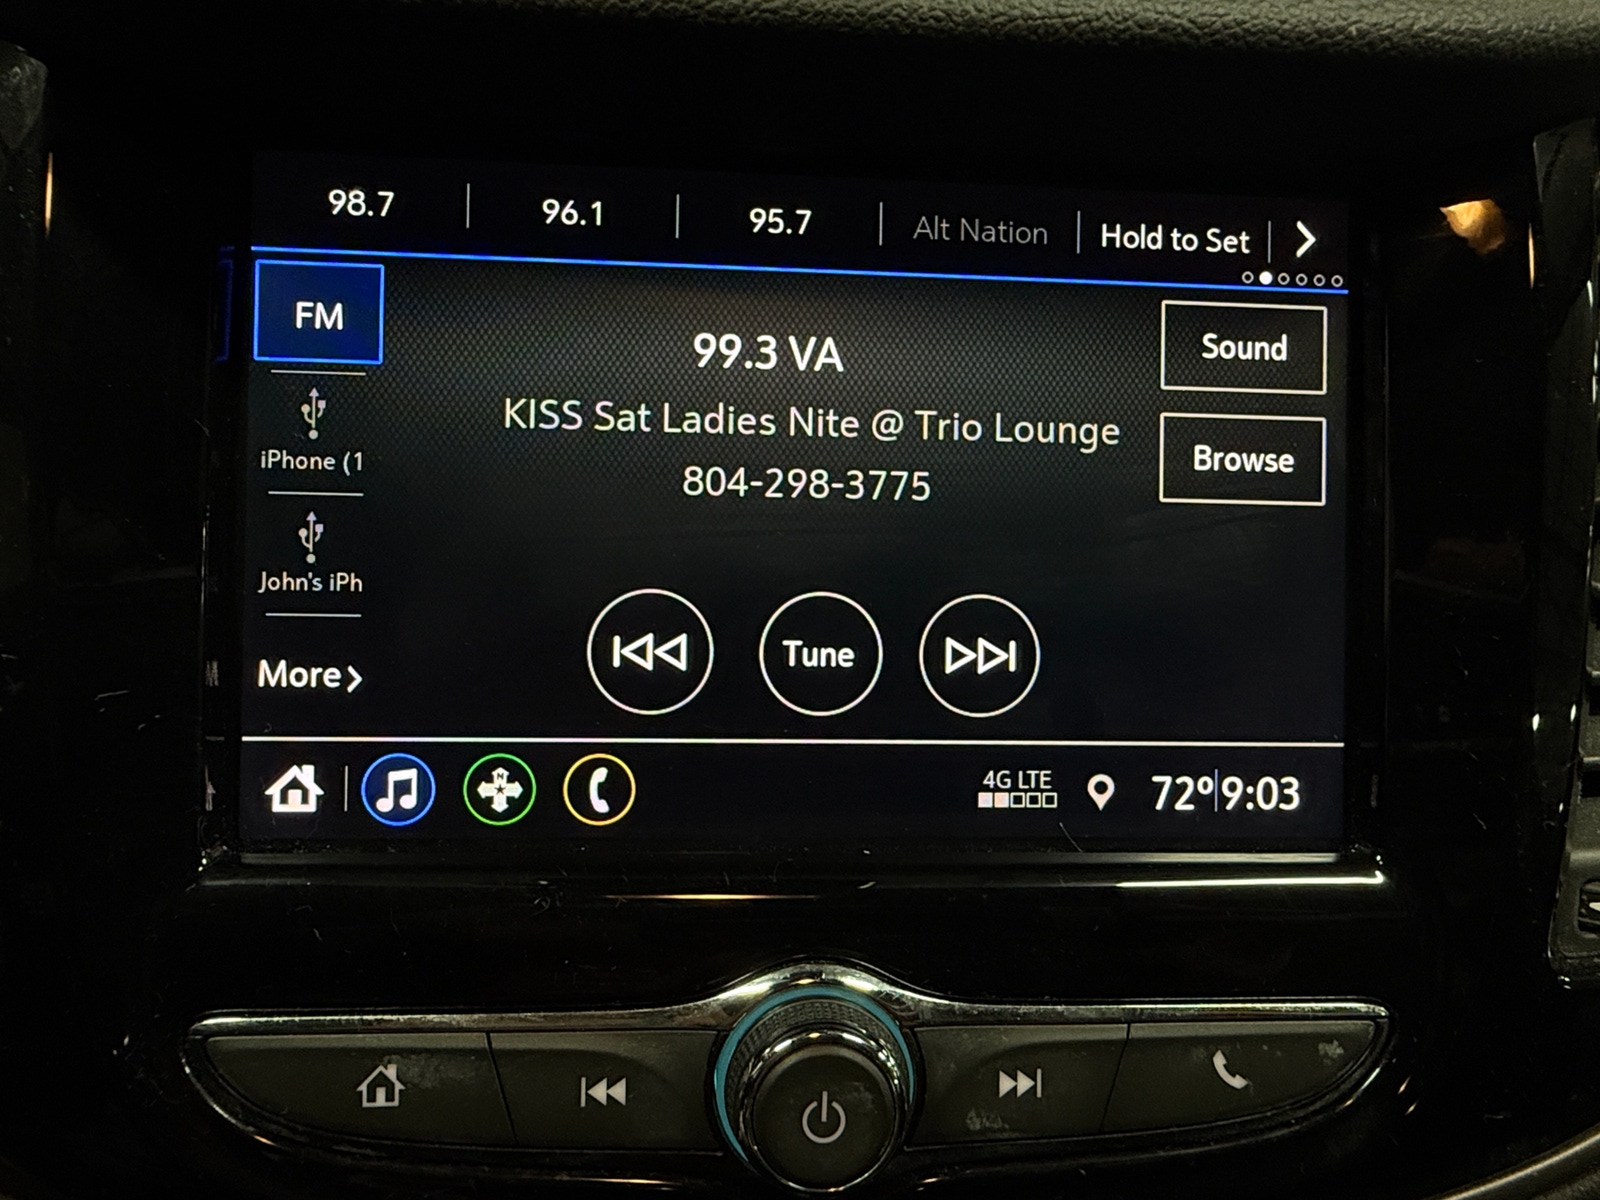 98.7 | 96.1 | 95.7 | Alt Nation | Hold to Set
FM
99.3 VA
Sound
KISS Sat Ladies Nite @ Trio Lounge
iPhone (1
Browse
804-298-3775
John's iPh
Tune
More
4G LTE
72° 9:03